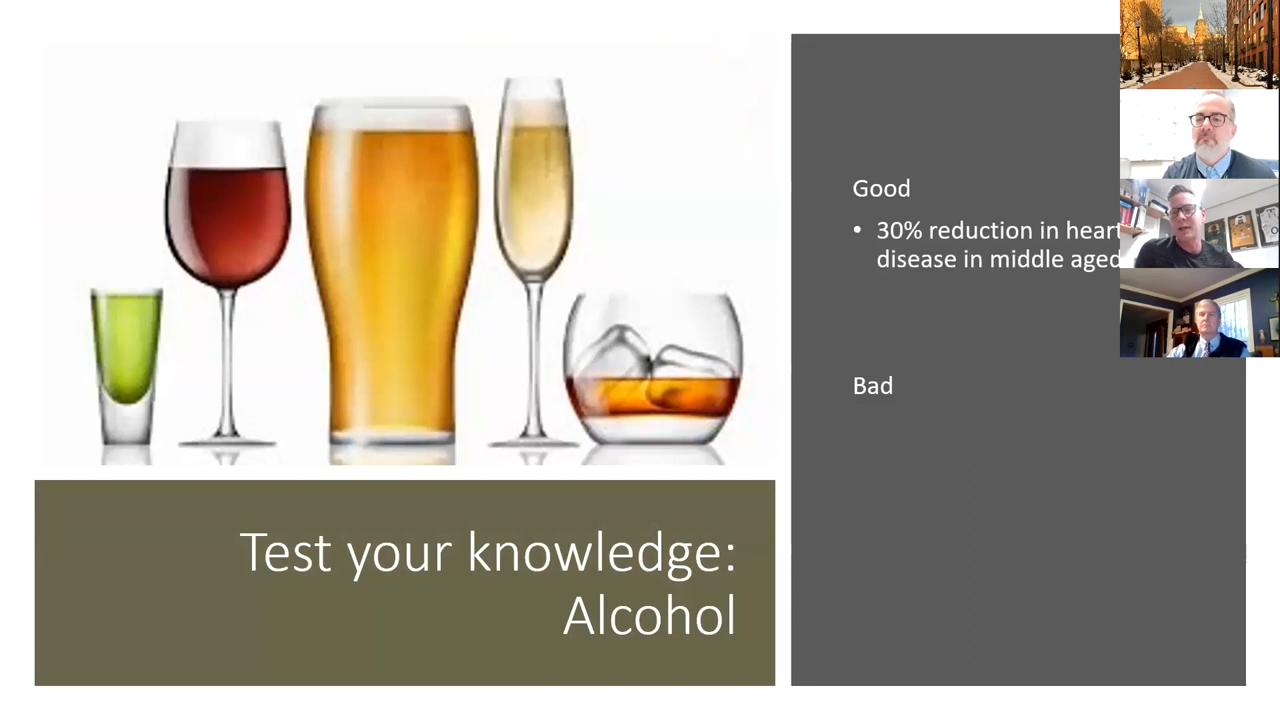 Good
• 30% reduction in heart
disease in middle aged
Bad
Test your knowledge:
Alcohol